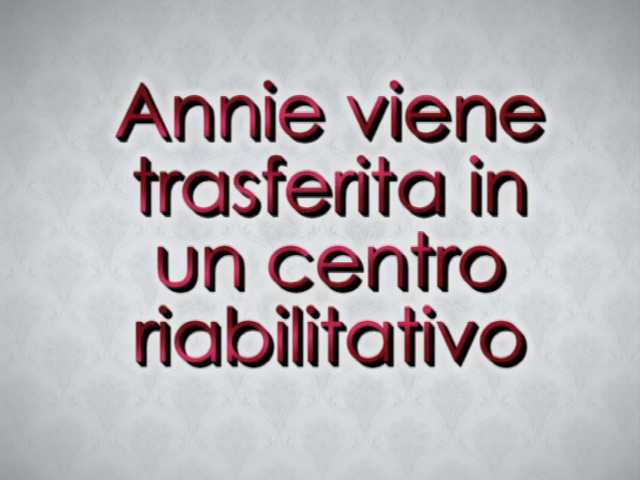 Annie viene
trasferita in
un centro
riabilitativo